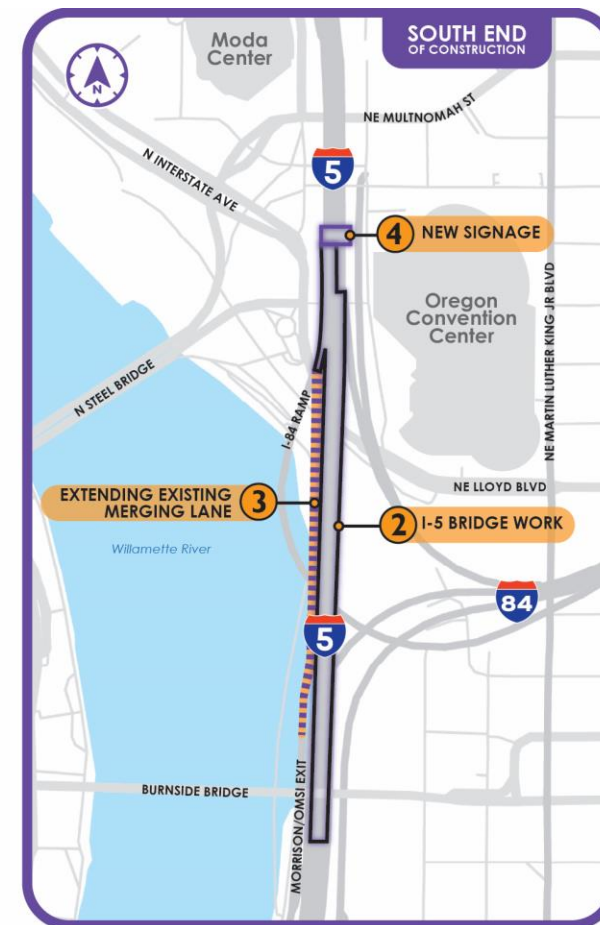 SOUTH END
OF CONSTRUCTION
Moda
Center
N
NE MULTNOMAH ST
5
N INTERSTATE AVE
4
NEW SIGNAGE
Oregon
Convention
Center
NE MARTIN LUTHER KING JR BLVD
N STEEL BRIDGE
I-84 RAMP
NE LLOYD BLVD
EXTENDING EXISTING
MERGING LANE
3
2
I-5 BRIDGE WORK
Willamette River
84
5
BURNSIDE BRIDGE
MORRISON/OMSI EXIT